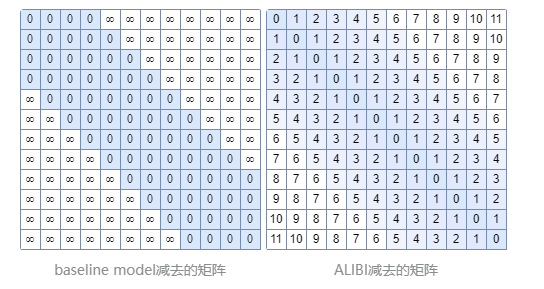 0 0 0 0 ∞ ∞ ∞ ∞ ∞ ∞ ∞ ∞ 0 1 2 3 4 5 6 7 8 9 10 11
0 0 0 0 0 ∞ ∞ ∞ ∞ ∞ ∞ ∞ 1 0 1 2 3 4 5 6 7 8 9 10
0 0 0 0 0 0 ∞ ∞ ∞ ∞ ∞ ∞ 2 1 0 1 2 3 4 5 6 7 8 9
0 0 0 0 0 0 0 ∞ ∞ ∞ ∞ ∞ 3 2 1 0 1 2 3 4 5 6 7 8
∞ 0 0 0 0 0 0 0 ∞ ∞ ∞ ∞ 4 3 2 1 0 1 2 3 4 5 6 7
∞ ∞ 0 0 0 0 0 0 0 ∞ ∞ ∞ 5 4 3 2 1 0 1 2 3 4 5 6
∞ ∞ ∞ 0 0 0 0 0 0 0 ∞ ∞ 6 5 4 3 2 1 0 1 2 3 4 5
∞ ∞ ∞ ∞ 0 0 0 0 0 0 0 ∞ 7 6 5 4 3 2 1 0 1 2 3 4
∞ ∞ ∞ ∞ ∞ 0 0 0 0 0 0 0 8 7 6 5 4 3 2 1 0 1 2 3
∞ ∞ ∞ ∞ ∞ ∞ 0 0 0 0 0 0 9 8 7 6 5 4 3 2 1 0 1 2
∞ ∞ ∞ ∞ ∞ ∞ ∞ 0 0 0 0 0 10 9 8 7 6 5 4 3 2 1 0 1
∞ ∞ ∞ ∞ ∞ ∞ ∞ ∞ 0 0 0 0 11 10 9 8 7 6 5 4 3 2 1 0
baseline model减去的矩阵 ALIBI减去的矩阵